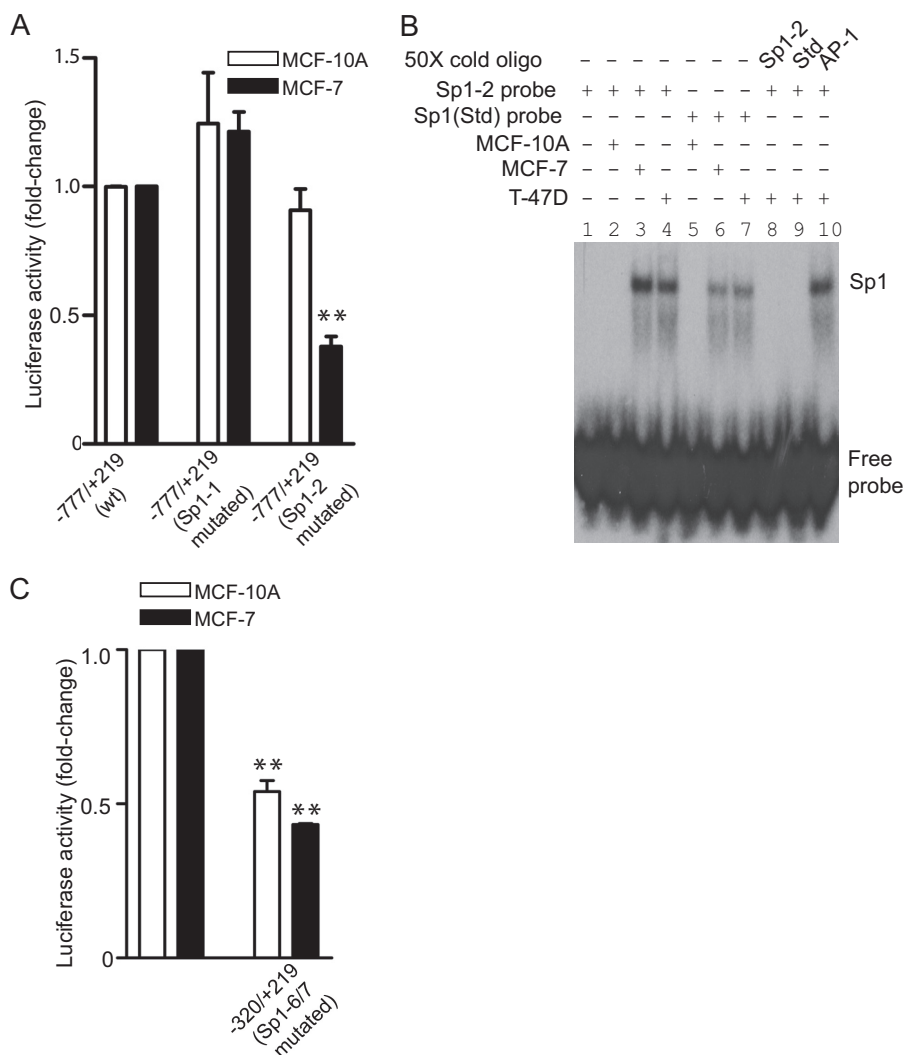 A
MCF-10A
MCF-7
Luciferase activity (fold-change)
1.5
1.0
0.5
0
**
-777/+219
(wt)
-777/+219
(Sp1-1
mutated)
-777/+219
(Sp1-2
mutated)
B
Sp1-2
Std
AP-1
50X cold oligo – – – – – – –
Sp1-2 probe + + + + – – – + + +
Sp1(Std) probe – – – – + + + – – –
MCF-10A – + – – + – – – – –
MCF-7 – – + – – + – – – –
T-47D – – – + – – + + + +
1 2 3 4 5 6 7 8 9 10
Sp1
Free
probe
C
MCF-10A
MCF-7
Luciferase activity (fold-change)
1.0
0.5
0
**
**
-320/+219
(Sp1-6/7
mutated)